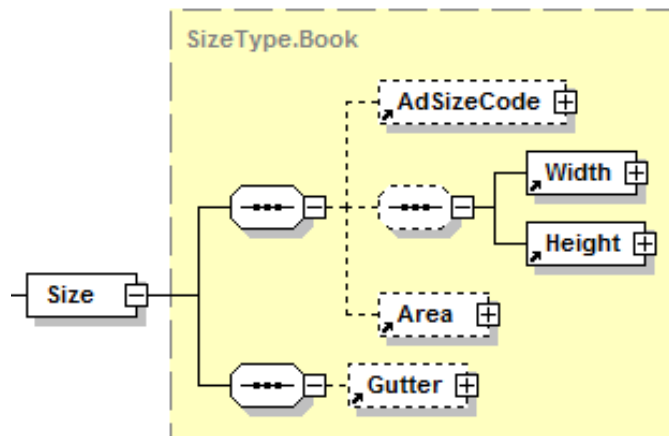 SizeType.Book
AdSizeCode
Width
Height
Size
Area
Gutter